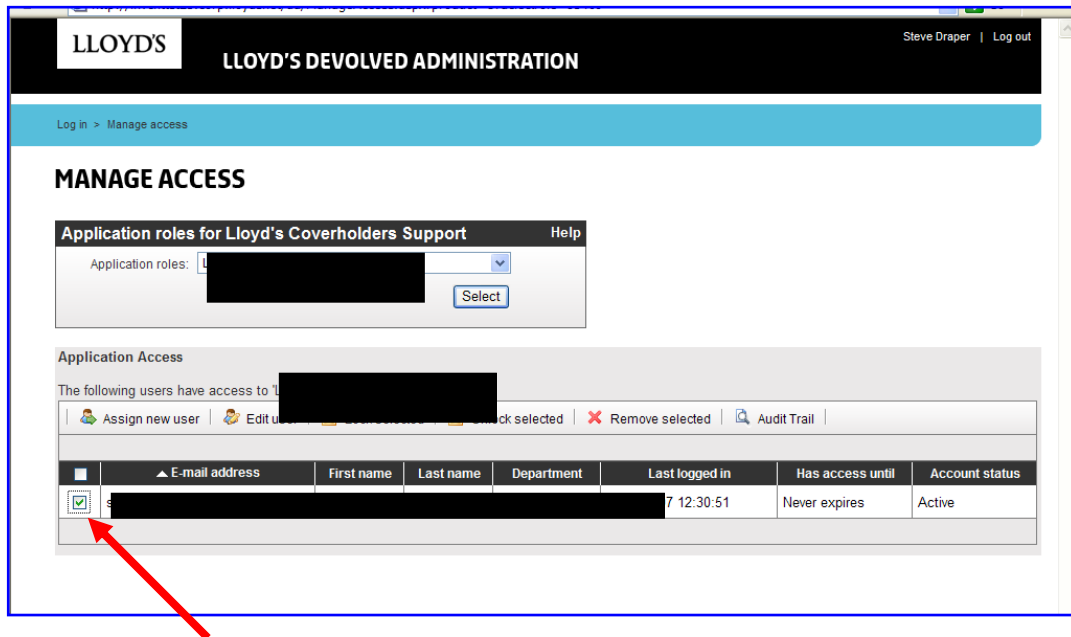 LLOYD'S
Steve Draper | Log out
LLOYD'S DEVOLVED ADMINISTRATION
Log in > Manage access
MANAGE ACCESS
Application roles for Lloyd's Coverholders Support Help
Application roles: L
Select
Application Access
The following users have access to 'L
Assign new user | Edit | selected | Remove selected | Audit Trail |
E-mail address First name Last name Department Last logged in Has access until Account status
s 7 12:30:51 Never expires Active